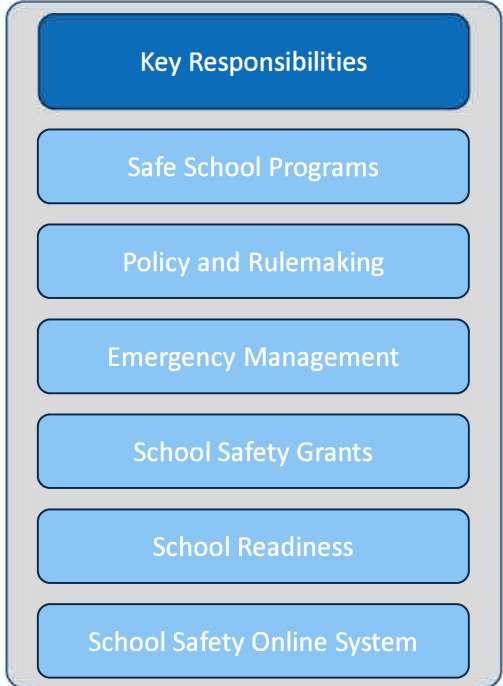 Key Responsibilities
Safe School Programs
Policy and Rulemaking
Emergency Management
School Safety Grants
School Readiness
School Safety Online System